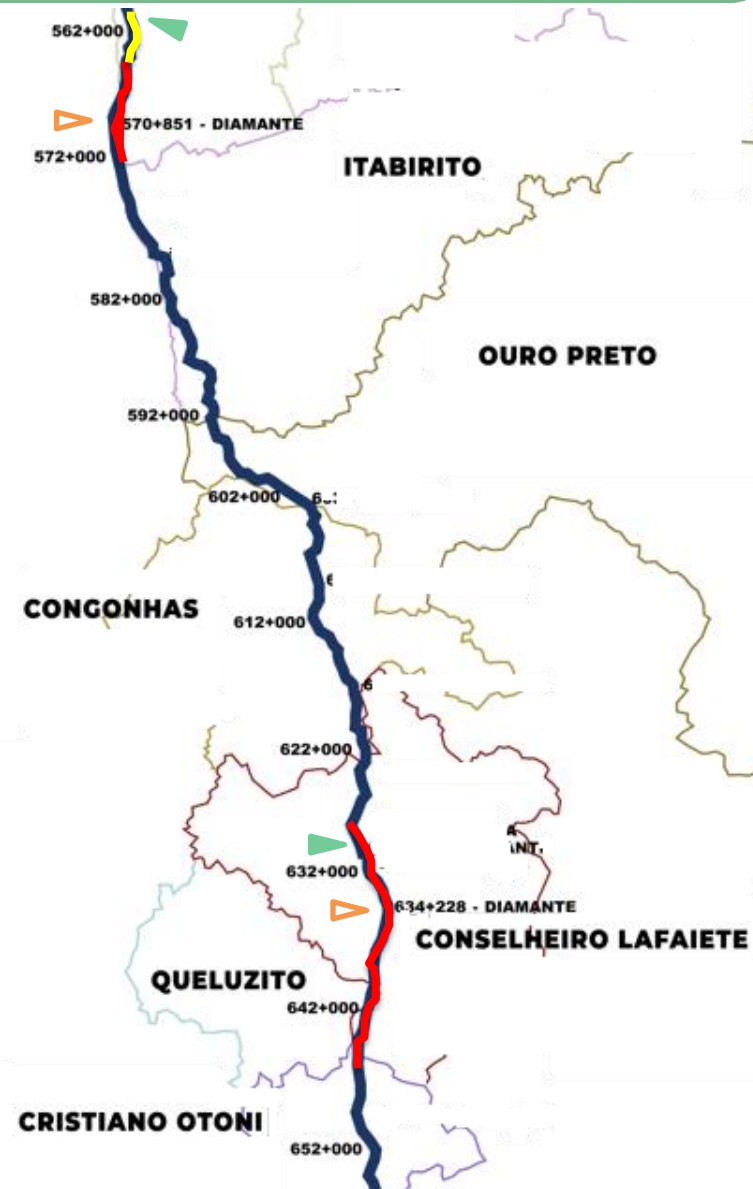 562+000
570+851 - DIAMANTE
572+000
ITABIRITO
582+000
OURO PRETO
592+000
602+000
CONGONHAS
612+000
6
622+000
632+000
634+228 - DIAMANTE
CONSELHEIRO LAFAIETE
QUELUZITO
642+000
CRISTIANO OTONI
652+000